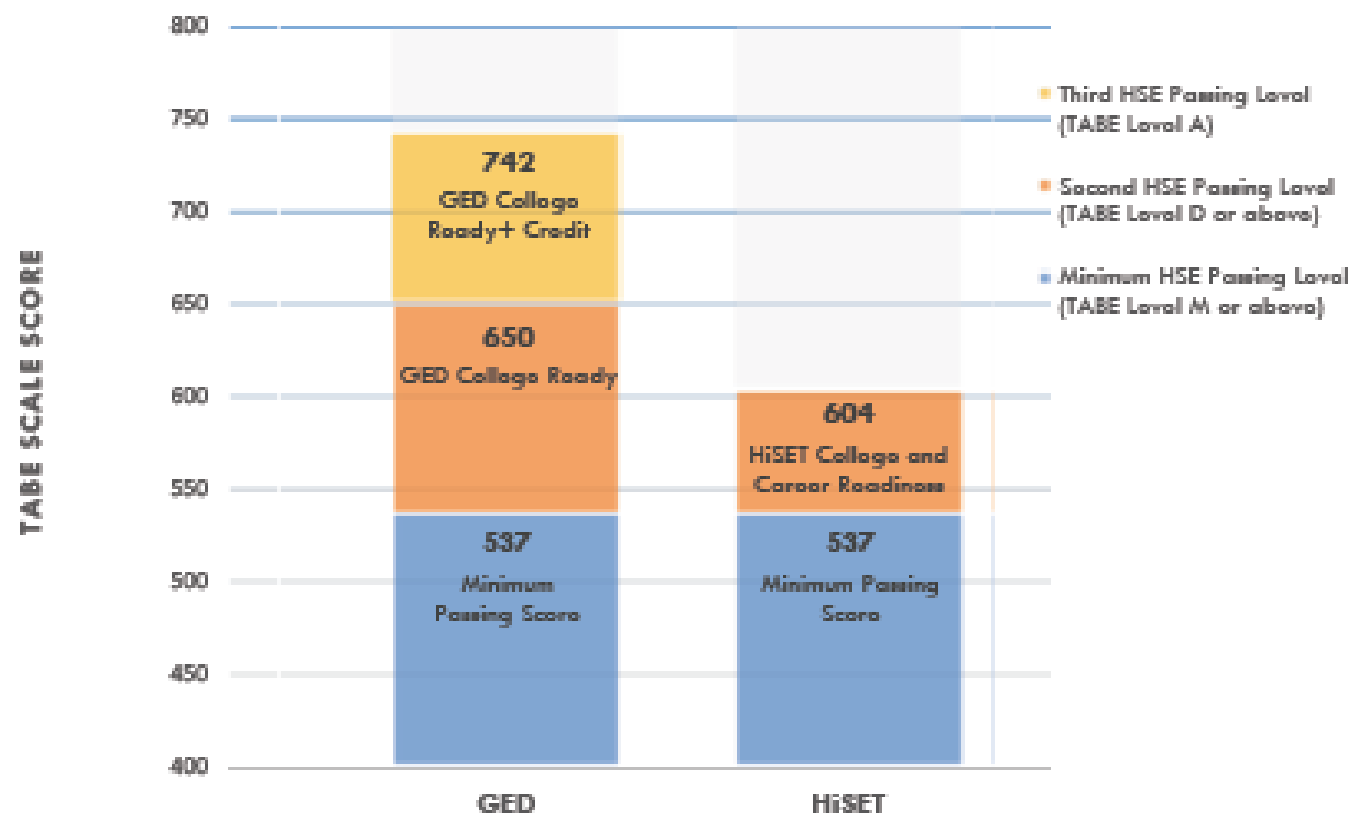 800
750
700
650
600
550
500
450
400
TABE SCALE SCORE
742
GED College
Ready+ Credit
650
GED College Ready
537
Minimum
Passing Score
604
HiSET College and
Career Readiness
537
Minimum Passing
Score
GED
HiSET
Third HSE Passing Level
(TABE Level A)
Second HSE Passing Level
(TABE Level D or above)
Minimum HSE Passing Level
(TABE Level M or above)